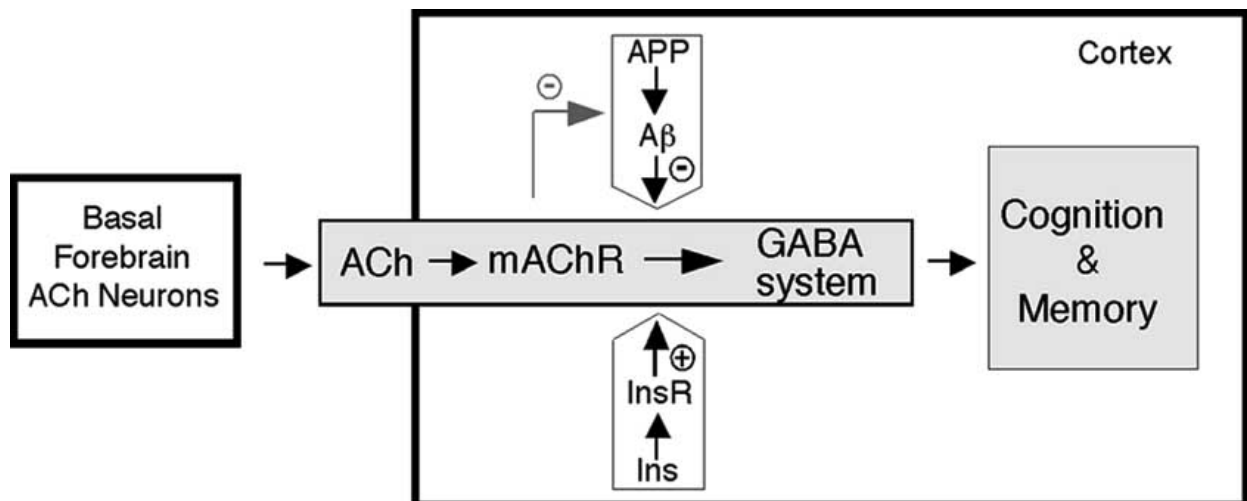 Cortex
APP
⊖
Aβ
⊖
Basal
Forebrain
ACh Neurons
ACh
mAChR
GABA
system
Cognition
&
Memory
⊕
InsR
Ins